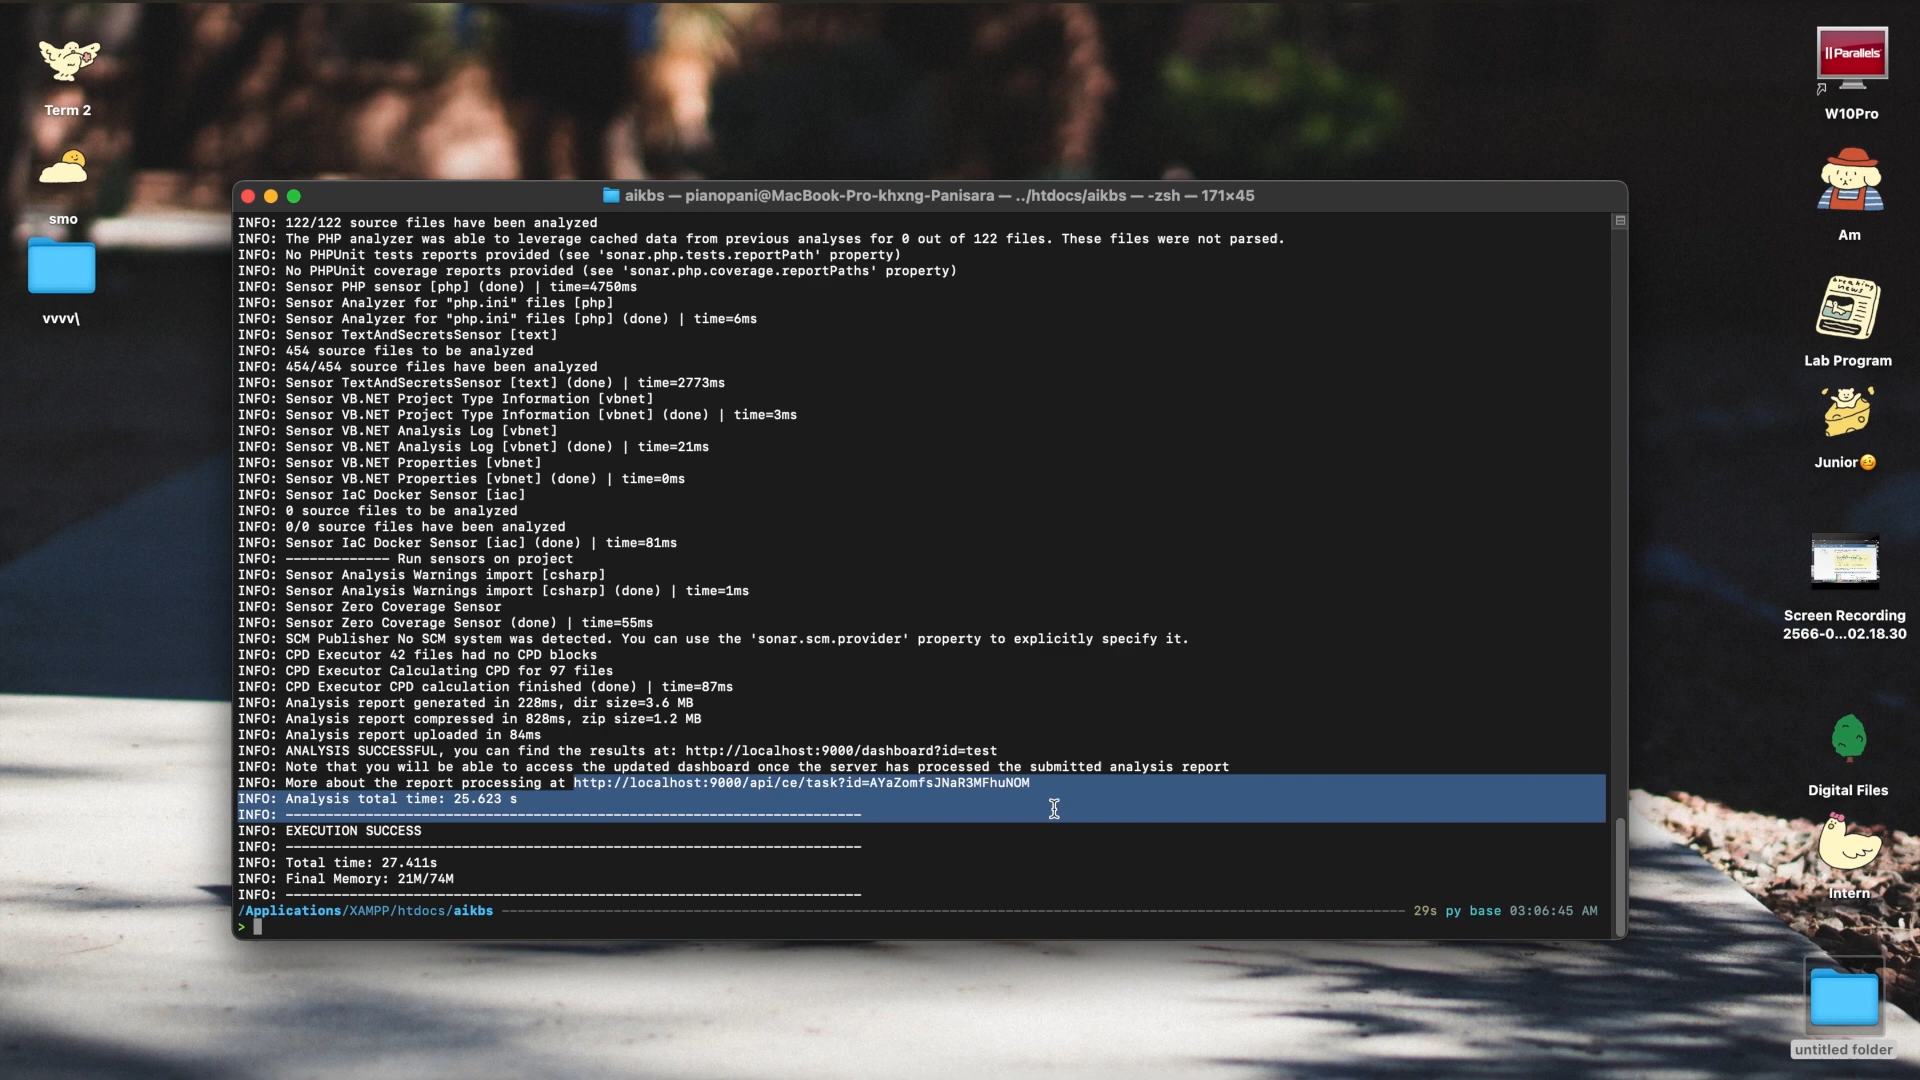 Term 2
smo
vvvv\
aikbs — pianopani@MacBook-Pro-khxng-Panisara — ../htdocs/aikbs — -zsh — 171×45
INFO: 122/122 source files have been analyzed
INFO: The PHP analyzer was able to leverage cached data from previous analyses for 0 out of 122 files. These files were not parsed.
INFO: No PHPUnit tests reports provided (see 'sonar.php.tests.reportPath' property)
INFO: No PHPUnit coverage reports provided (see 'sonar.php.coverage.reportPaths' property)
INFO: Sensor PHP sensor [php] (done) | time=4750ms
INFO: Sensor Analyzer for "php.ini" files [php]
INFO: Sensor Analyzer for "php.ini" files [php] (done) | time=6ms
INFO: Sensor TextAndSecretsSensor [text]
INFO: 454 source files to be analyzed
INFO: 454/454 source files have been analyzed
INFO: Sensor TextAndSecretsSensor [text] (done) | time=2773ms
INFO: Sensor VB.NET Project Type Information [vbnet]
INFO: Sensor VB.NET Project Type Information [vbnet] (done) | time=3ms
INFO: Sensor VB.NET Analysis Log [vbnet]
INFO: Sensor VB.NET Analysis Log [vbnet] (done) | time=21ms
INFO: Sensor VB.NET Properties [vbnet]
INFO: Sensor VB.NET Properties [vbnet] (done) | time=0ms
INFO: Sensor IaC Docker Sensor [iac]
INFO: 0 source files to be analyzed
INFO: 0/0 source files have been analyzed
INFO: Sensor IaC Docker Sensor [iac] (done) | time=81ms
INFO: ------------- Run sensors on project
INFO: Sensor Analysis Warnings import [csharp]
INFO: Sensor Analysis Warnings import [csharp] (done) | time=1ms
INFO: Sensor Zero Coverage Sensor
INFO: Sensor Zero Coverage Sensor (done) | time=55ms
INFO: SCM Publisher No SCM system was detected. You can use the 'sonar.scm.provider' property to explicitly specify it.
INFO: CPD Executor 42 files had no CPD blocks
INFO: CPD Executor Calculating CPD for 97 files
INFO: CPD Executor CPD calculation finished (done) | time=87ms
INFO: Analysis report generated in 228ms, dir size=3.6 MB
INFO: Analysis report compressed in 828ms, zip size=1.2 MB
INFO: Analysis report uploaded in 84ms
INFO: ANALYSIS SUCCESSFUL, you can find the results at: http://localhost:9000/dashboard?id=test
INFO: Note that you will be able to access the updated dashboard once the server has processed the submitted analysis report
INFO: More about the report processing at http://localhost:9000/api/ce/task?id=AYaZomfsJNaR3MFhuNOM
INFO: Analysis total time: 25.623 s
INFO: ------------------------------------------------------------------------
INFO: EXECUTION SUCCESS
INFO: ------------------------------------------------------------------------
INFO: Total time: 27.411s
INFO: Final Memory: 21M/74M
INFO: ------------------------------------------------------------------------
/Applications/XAMPP/htdocs/aikbs 29s py base 03:06:45 AM
>
Parallels
W10Pro
Am
breaking
news
Lab Program
Junior🥴
Screen Recording
2566-0...02.18.30
Digital Files
Intern
untitled folder